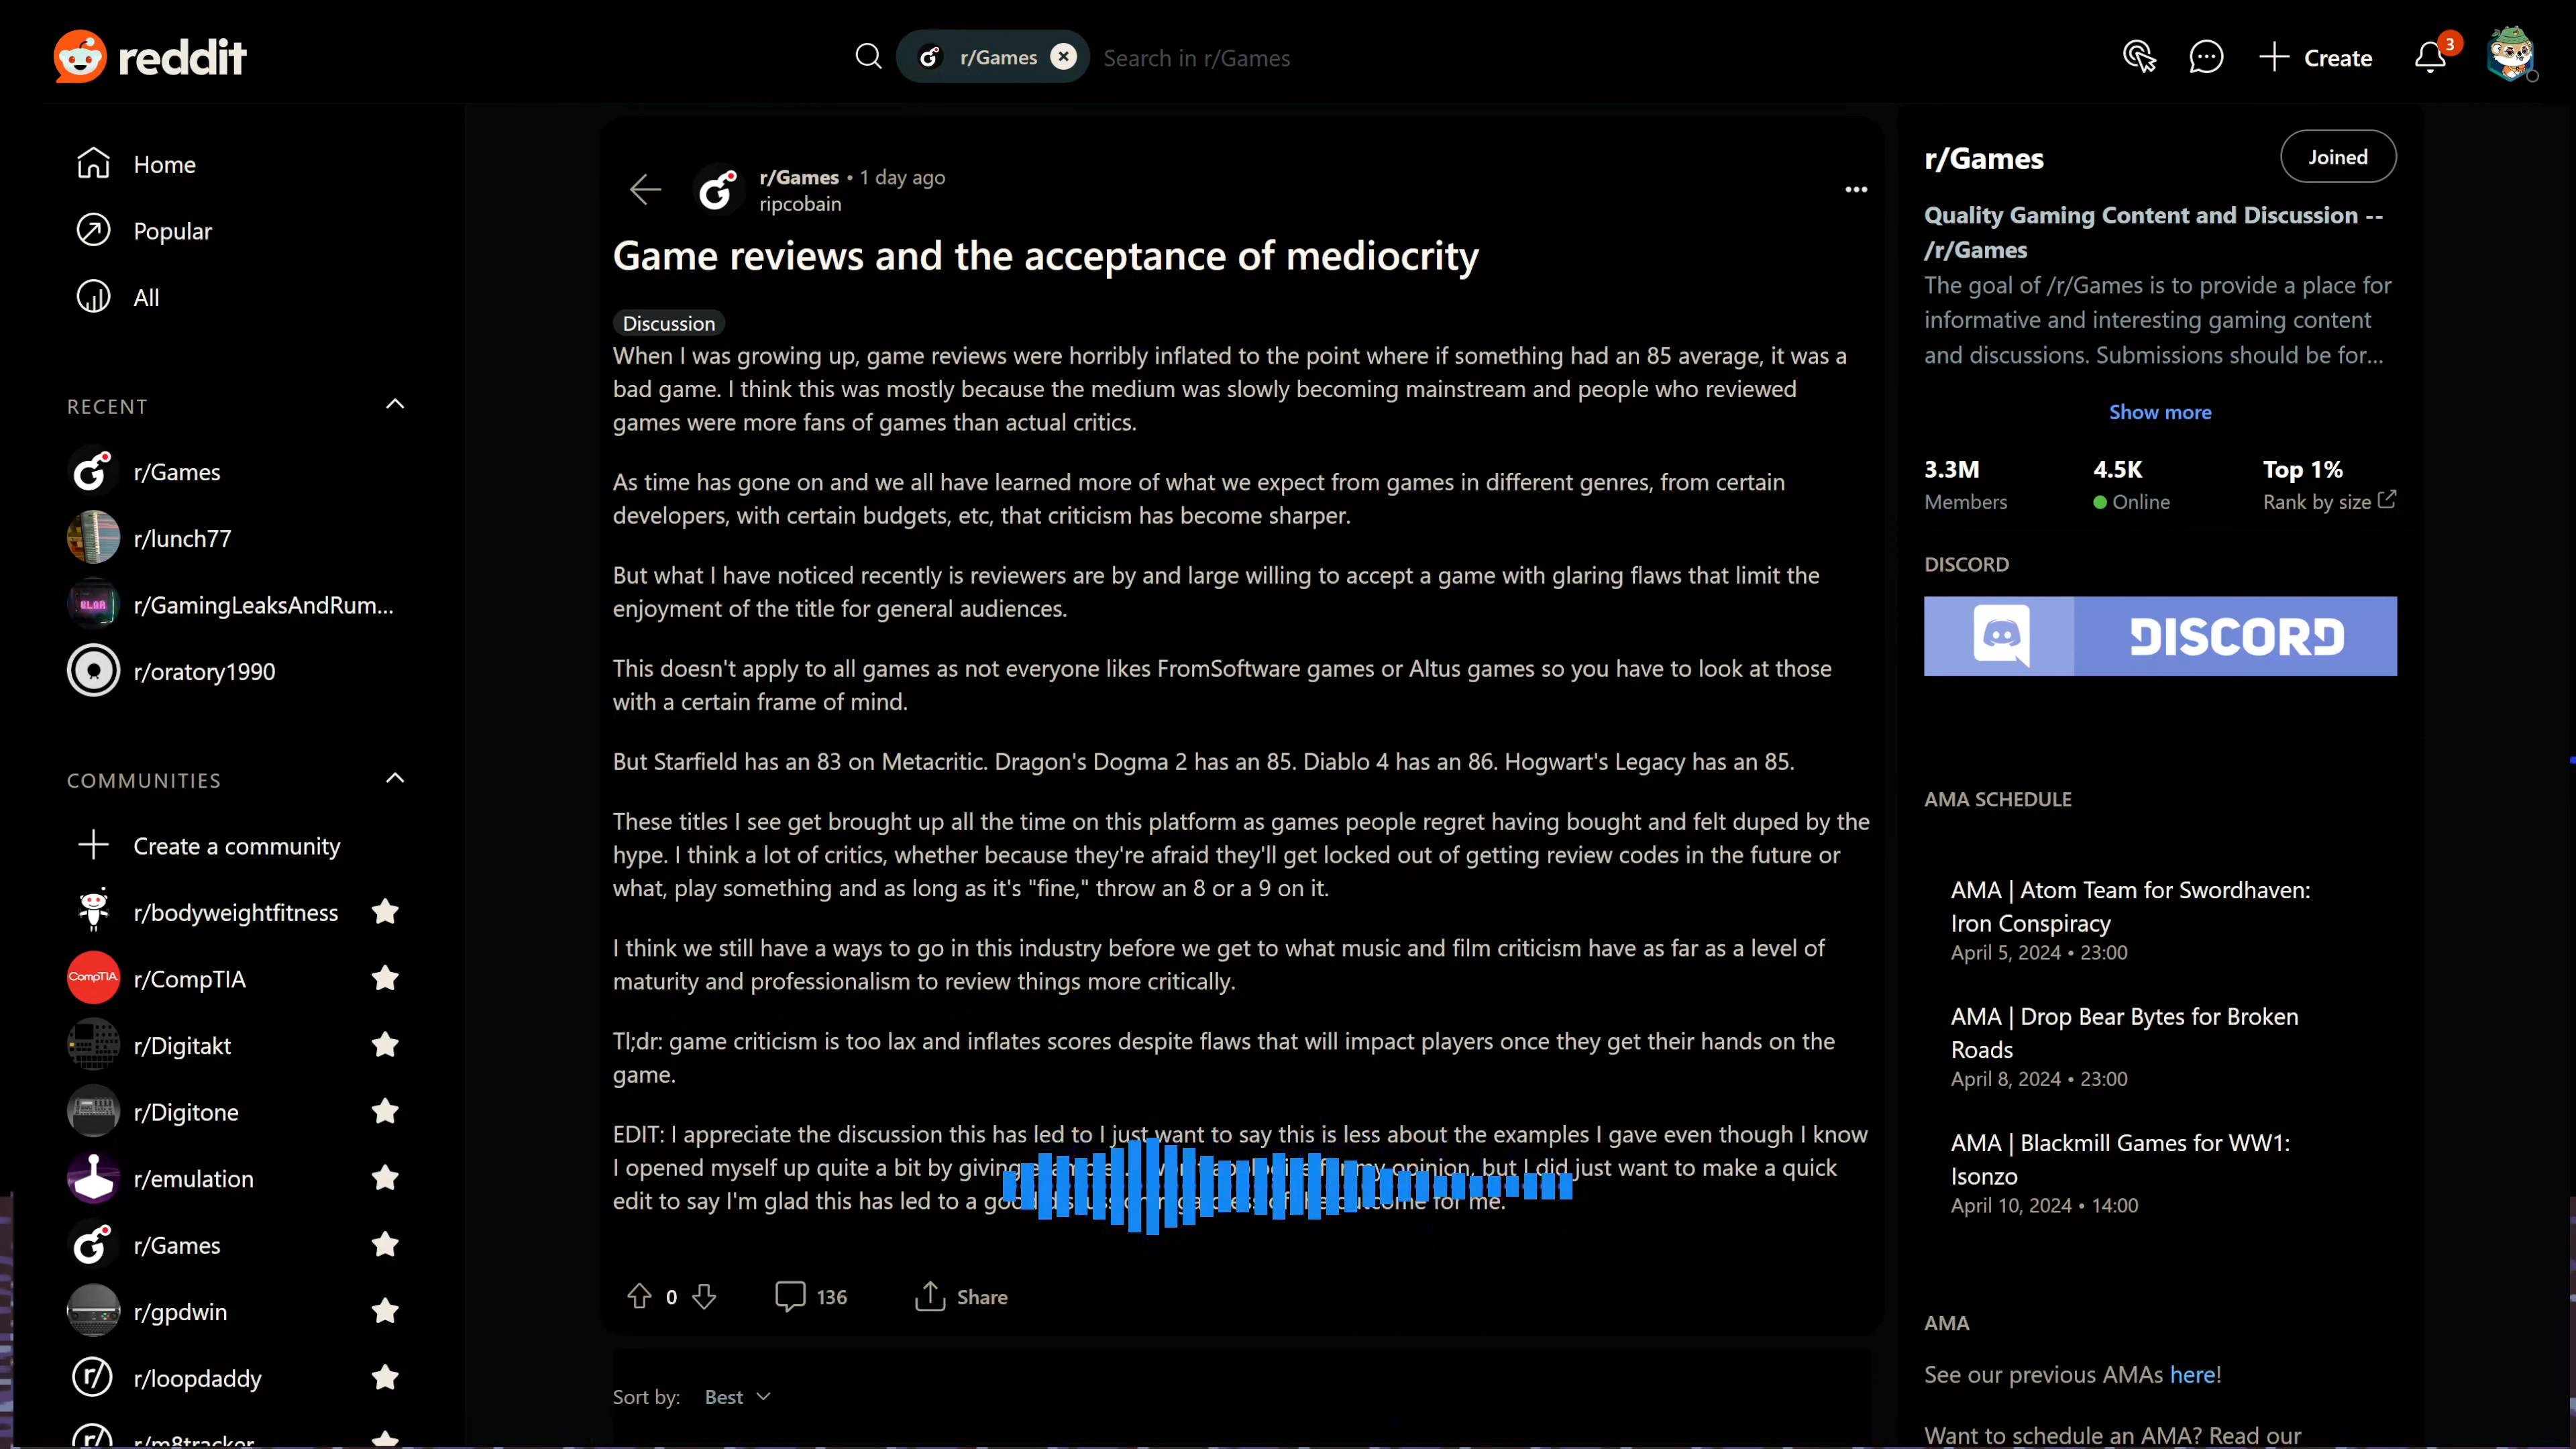 reddit
r/Games
Search in r/Games
Create
3
Home
Popular
All
RECENT
r/Games
r/lunch77
BLAB
r/GamingLeaksAndRum...
r/oratory1990
COMMUNITIES
Create a community
r/bodyweightfitness
CompTIA
r/CompTIA
r/Digitakt
r/Digitone
r/emulation
r/Games
r/gpdwin
r/
r/loopdaddy
r/
r/m8tracker
r/Games • 1 day ago
ripcobain
Game reviews and the acceptance of mediocrity
Discussion
When I was growing up, game reviews were horribly inflated to the point where if something had an 85 average, it was a
bad game. I think this was mostly because the medium was slowly becoming mainstream and people who reviewed
games were more fans of games than actual critics.
As time has gone on and we all have learned more of what we expect from games in different genres, from certain
developers, with certain budgets, etc, that criticism has become sharper.
But what I have noticed recently is reviewers are by and large willing to accept a game with glaring flaws that limit the
enjoyment of the title for general audiences.
This doesn't apply to all games as not everyone likes FromSoftware games or Altus games so you have to look at those
with a certain frame of mind.
But Starfield has an 83 on Metacritic. Dragon's Dogma 2 has an 85. Diablo 4 has an 86. Hogwart's Legacy has an 85.
These titles I see get brought up all the time on this platform as games people regret having bought and felt duped by the
hype. I think a lot of critics, whether because they're afraid they'll get locked out of getting review codes in the future or
what, play something and as long as it's "fine," throw an 8 or a 9 on it.
I think we still have a ways to go in this industry before we get to what music and film criticism have as far as a level of
maturity and professionalism to review things more critically.
Tl;dr: game criticism is too lax and inflates scores despite flaws that will impact players once they get their hands on the
game.
EDIT: I appreciate the discussion this has led to I just want to say this is less about the examples I gave even though I know
I opened myself up quite a bit by giving my opinion, but I did just want to make a quick
edit to say I'm glad this has led to a good outcome for me.
0
136
Share
Sort by: Best
r/Games
Joined
Quality Gaming Content and Discussion --
/r/Games
The goal of /r/Games is to provide a place for
informative and interesting gaming content
and discussions. Submissions should be for...
Show more
3.3M
4.5K
Top 1%
Members
Online
Rank by size
DISCORD
DISCORD
AMA SCHEDULE
AMA | Atom Team for Swordhaven:
Iron Conspiracy
April 5, 2024 • 23:00
AMA | Drop Bear Bytes for Broken
Roads
April 8, 2024 • 23:00
AMA | Blackmill Games for WW1:
Isonzo
April 10, 2024 • 14:00
AMA
See our previous AMAs here!
Want to schedule an AMA? Read our